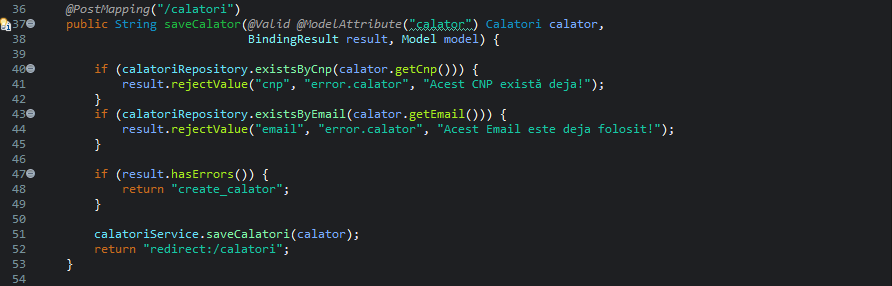 36 @PostMapping("/calatori")
37 public String saveCalator(@Valid @ModelAttribute("calator") Calatori calator,
38 BindingResult result, Model model) {
39
40 if (calatoriRepository.existsByCnp(calator.getCnp())) {
41 result.rejectValue("cnp", "error.calator", "Acest CNP există deja!");
42 }
43 if (calatoriRepository.existsByEmail(calator.getEmail())) {
44 result.rejectValue("email", "error.calator", "Acest Email este deja folosit!");
45 }
46
47 if (result.hasErrors()) {
48 return "create_calator";
49 }
50
51 calatoriService.saveCalatori(calator);
52 return "redirect:/calatori";
53 }
54